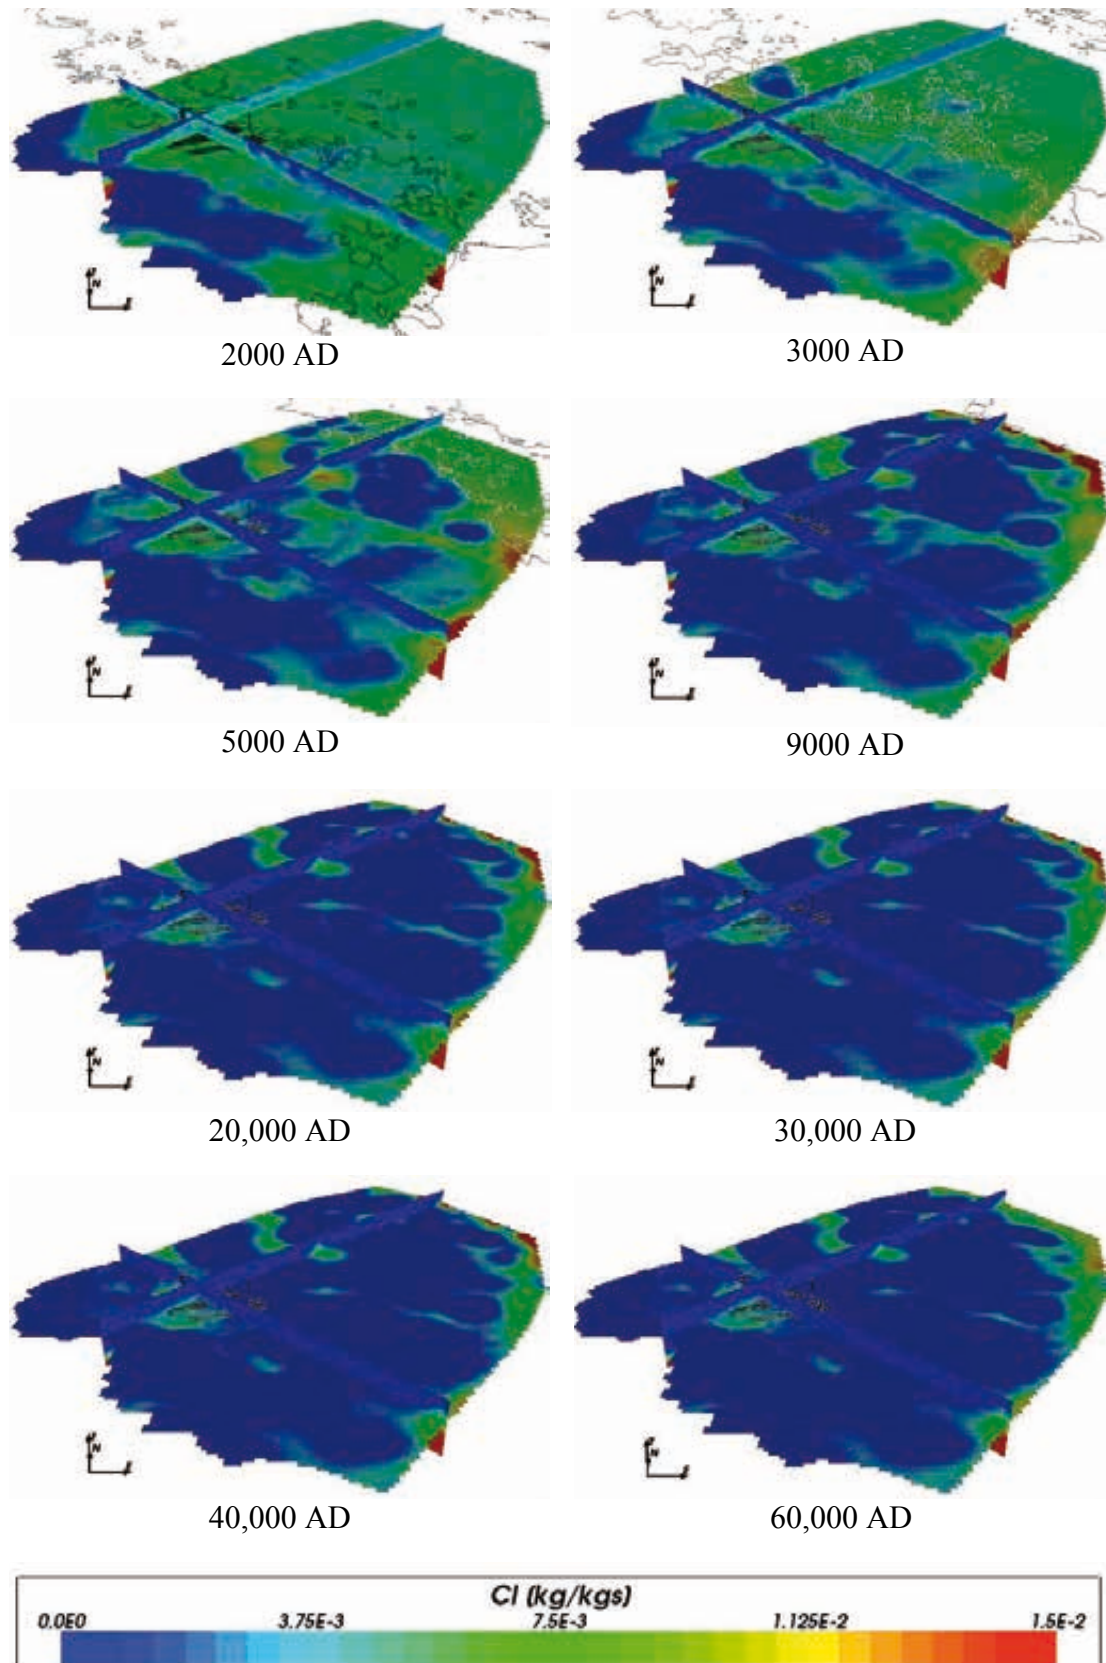 2000 AD
3000 AD
5000 AD
9000 AD
20,000 AD
30,000 AD
40,000 AD
60,000 AD
Cl (kg/kgs)
0.0E0 3.75E-3 7.5E-3 1.125E-2 1.5E-2